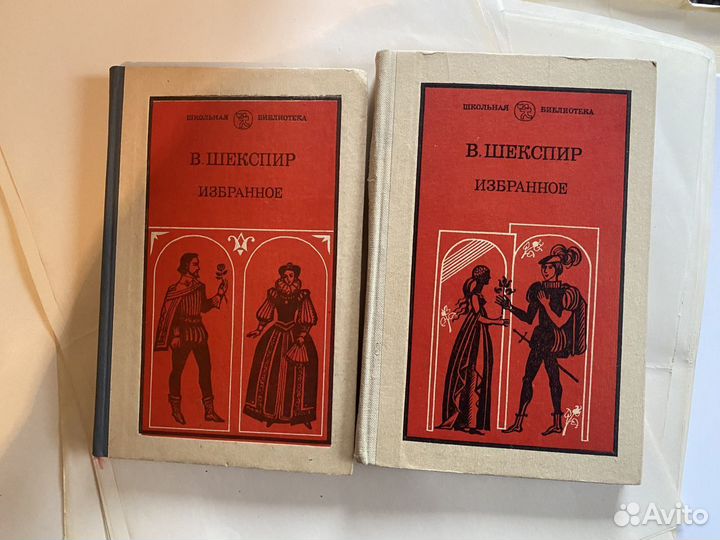 ШКОЛЬНАЯ БИБЛИОТЕКА
В. ШЕКСПИР
ИЗБРАННОЕ
ШКОЛЬНАЯ БИБЛИОТЕКА
В. ШЕКСПИР
ИЗБРАННОЕ
Avito